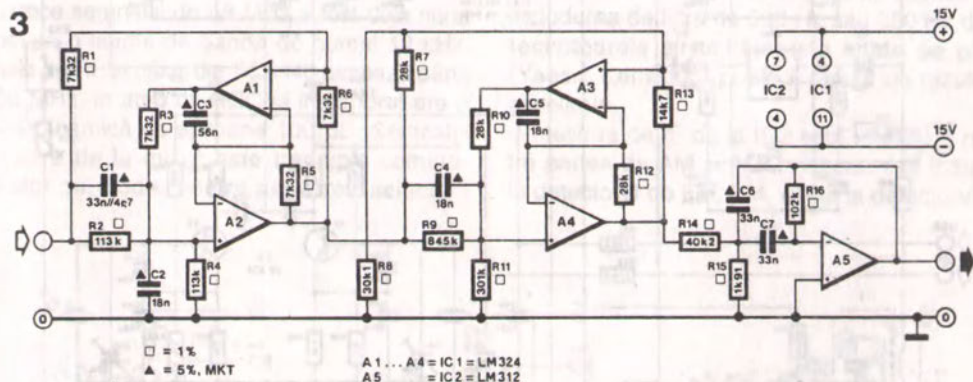 3
R1
7k32
R3
7k32
C3
56n
A1
R6
7k32
R7
28k
R10
28k
C5
18n
A3
R13
14k7
15V
+
7
4
IC2
IC1
4
11
15V
−
C1
33n//4e7
R2
113k
R5
7k32
A2
C2
18n
R4
113k
C4
18n
R9
845k
R12
28k
A4
R8
30k1
R11
301k
C6
33n
R16
102k
R14
40k2
C7
33n
R15
1k91
A5
0
0
□ = 1%
▲ = 5%, MKT
A1 ... A4 = IC1 = LM324
A5 = IC2 = LM312